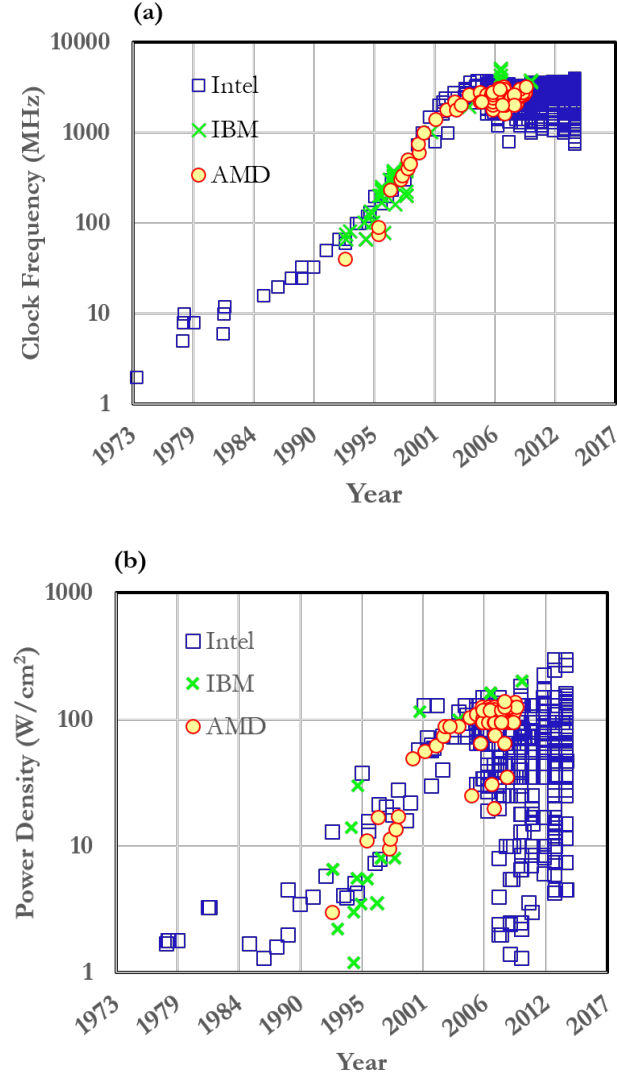 (a)
10000
1000
100
10
1
Clock Frequency (MHz)
Intel
IBM
AMD
1973
1979
1984
1990
1995
2001
2006
2012
2017
Year
(b)
1000
100
10
1
Power Density (W/cm²)
Intel
IBM
AMD
1973
1979
1984
1990
1995
2001
2006
2012
2017
Year